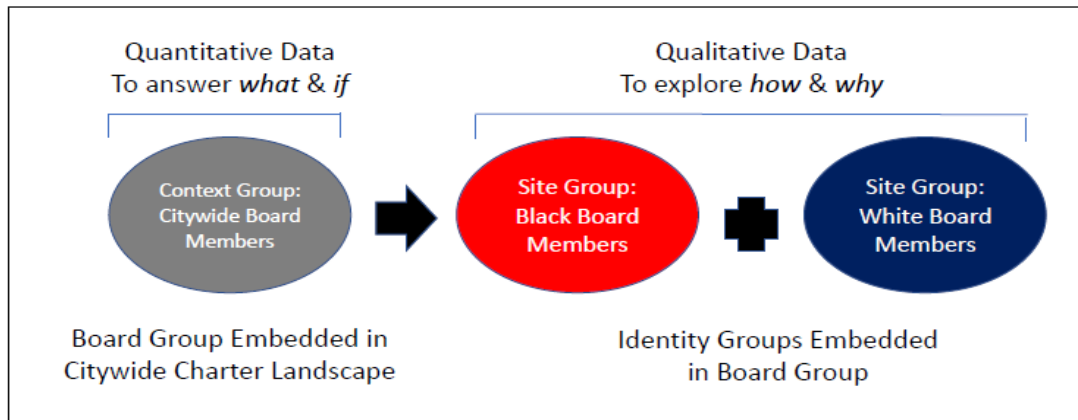 Quantitative Data
To answer what & if
Qualitative Data
To explore how & why
Context Group:
Citywide Board
Members
Site Group:
Black Board
Members
Site Group:
White Board
Members
Board Group Embedded in
Citywide Charter Landscape
Identity Groups Embedded
in Board Group